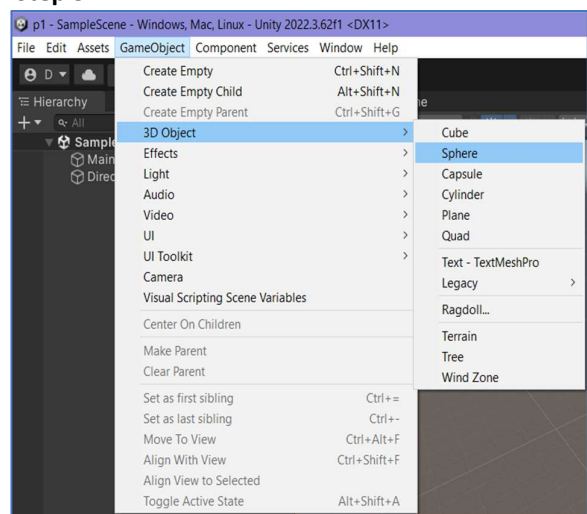 p1 - SampleScene - Windows, Mac, Linux - Unity 2022.3.62f1 <DX11>
File Edit Assets GameObject Component Services Window Help
D
Hierarchy
All
Sample
Main
Direc
Create Empty Ctrl+Shift+N
Create Empty Child Alt+Shift+N
Create Empty Parent Ctrl+Shift+G
3D Object
Effects
Light
Audio
Video
UI
UI Toolkit
Camera
Visual Scripting Scene Variables
Center On Children
Make Parent
Clear Parent
Set as first sibling Ctrl+=
Set as last sibling Ctrl+-
Move To View Ctrl+Alt+F
Align With View Ctrl+Shift+F
Align View to Selected
Toggle Active State Alt+Shift+A
Cube
Sphere
Capsule
Cylinder
Plane
Quad
Text - TextMeshPro
Legacy
Ragdoll...
Terrain
Tree
Wind Zone